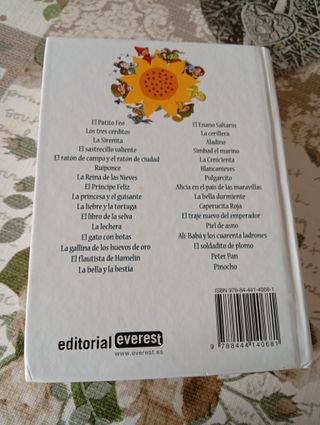 El Patito Feo
Los tres cerditos
La Sirenita
El sastrecillo valiente
El ratón de campo y el ratón de ciudad
Ruiponce
La Reina de las Nieves
El Príncipe Feliz
La princesa y el guisante
La liebre y la tortuga
El libro de la selva
La lechera
El gato con botas
La gallina de los huevos de oro
El flautista de Hamelín
La bella y la bestia
El Enano Saltarín
La cerillera
Aladino
Simbad el marino
La Cenicienta
Blancanieves
Pulgarcito
Alicia en el país de las maravillas
La bella durmiente
Caperucita Roja
El traje nuevo del emperador
Piel de asno
Alí-Babá y los cuarenta ladrones
El soldadito de plomo
Peter Pan
Pinocho
ISBN 978-84-441-4068-1
9 788444 140681
editorial everest
www.everest.es